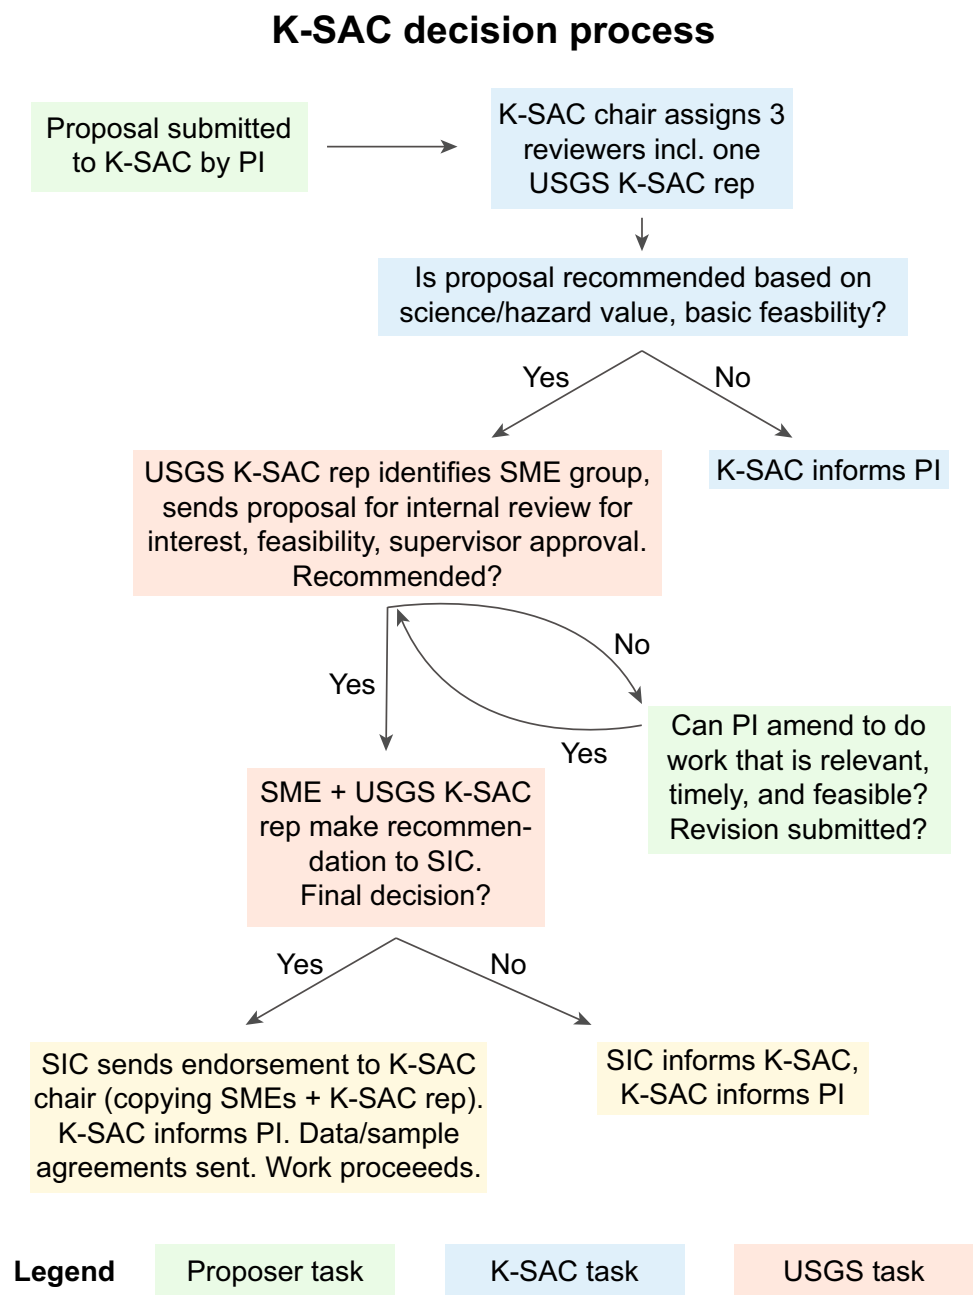 K-SAC decision process
Proposal submitted
to K-SAC by PI
K-SAC chair assigns 3
reviewers incl. one
USGS K-SAC rep
Is proposal recommended based on
science/hazard value, basic feasbility?
Yes
No
USGS K-SAC rep identifies SME group,
sends proposal for internal review for
interest, feasibility, supervisor approval.
Recommended?
K-SAC informs PI
No
Yes
Yes
Can PI amend to do
work that is relevant,
timely, and feasible?
Revision submitted?
SME + USGS K-SAC
rep make recommen-
dation to SIC.
Final decision?
Yes
No
SIC sends endorsement to K-SAC
chair (copying SMEs + K-SAC rep).
K-SAC informs PI. Data/sample
agreements sent. Work proceeeds.
SIC informs K-SAC,
K-SAC informs PI
Legend
Proposer task
K-SAC task
USGS task